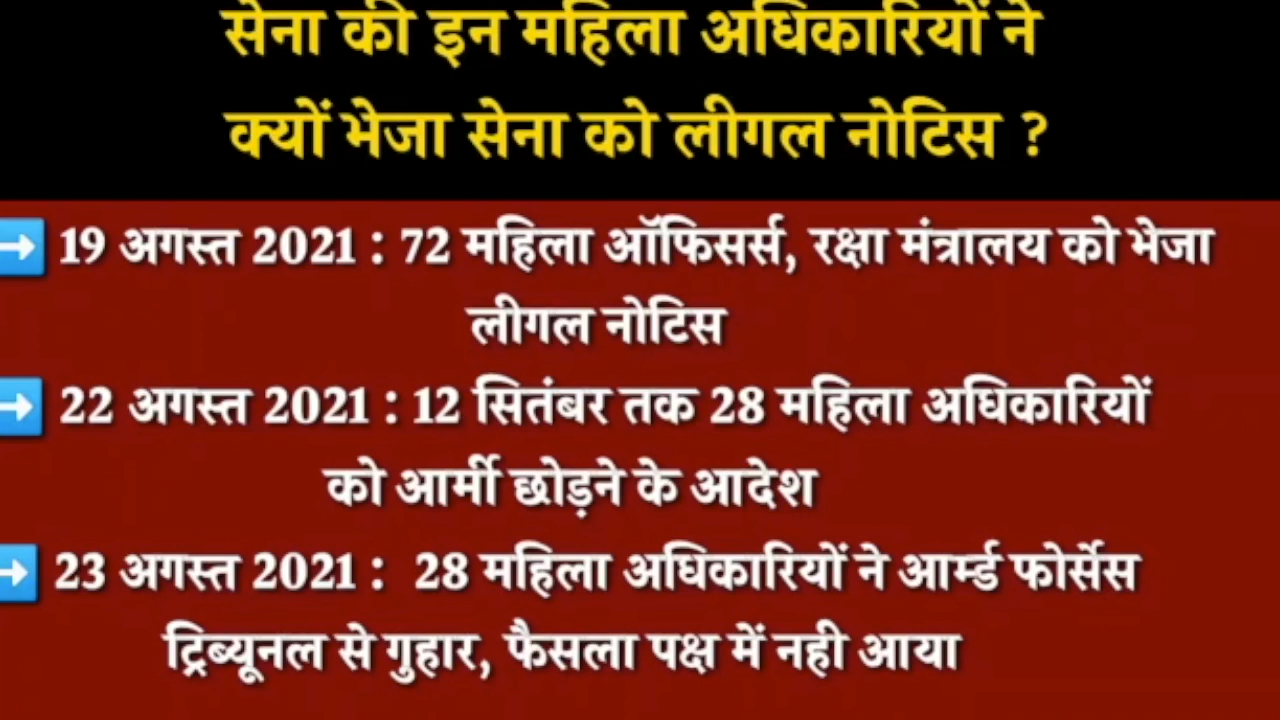 सेना की इन महिला अधिकारियों ने
क्यों भेजा सेना को लीगल नोटिस ?
19 अगस्त 2021 : 72 महिला ऑफिसर्स, रक्षा मंत्रालय को भेजा
लीगल नोटिस
22 अगस्त 2021 : 12 सितंबर तक 28 महिला अधिकारियों
को आर्मी छोड़ने के आदेश
23 अगस्त 2021 : 28 महिला अधिकारियों ने आर्म्ड फोर्सेस
ट्रिब्यूनल से गुहार, फैसला पक्ष में नही आया